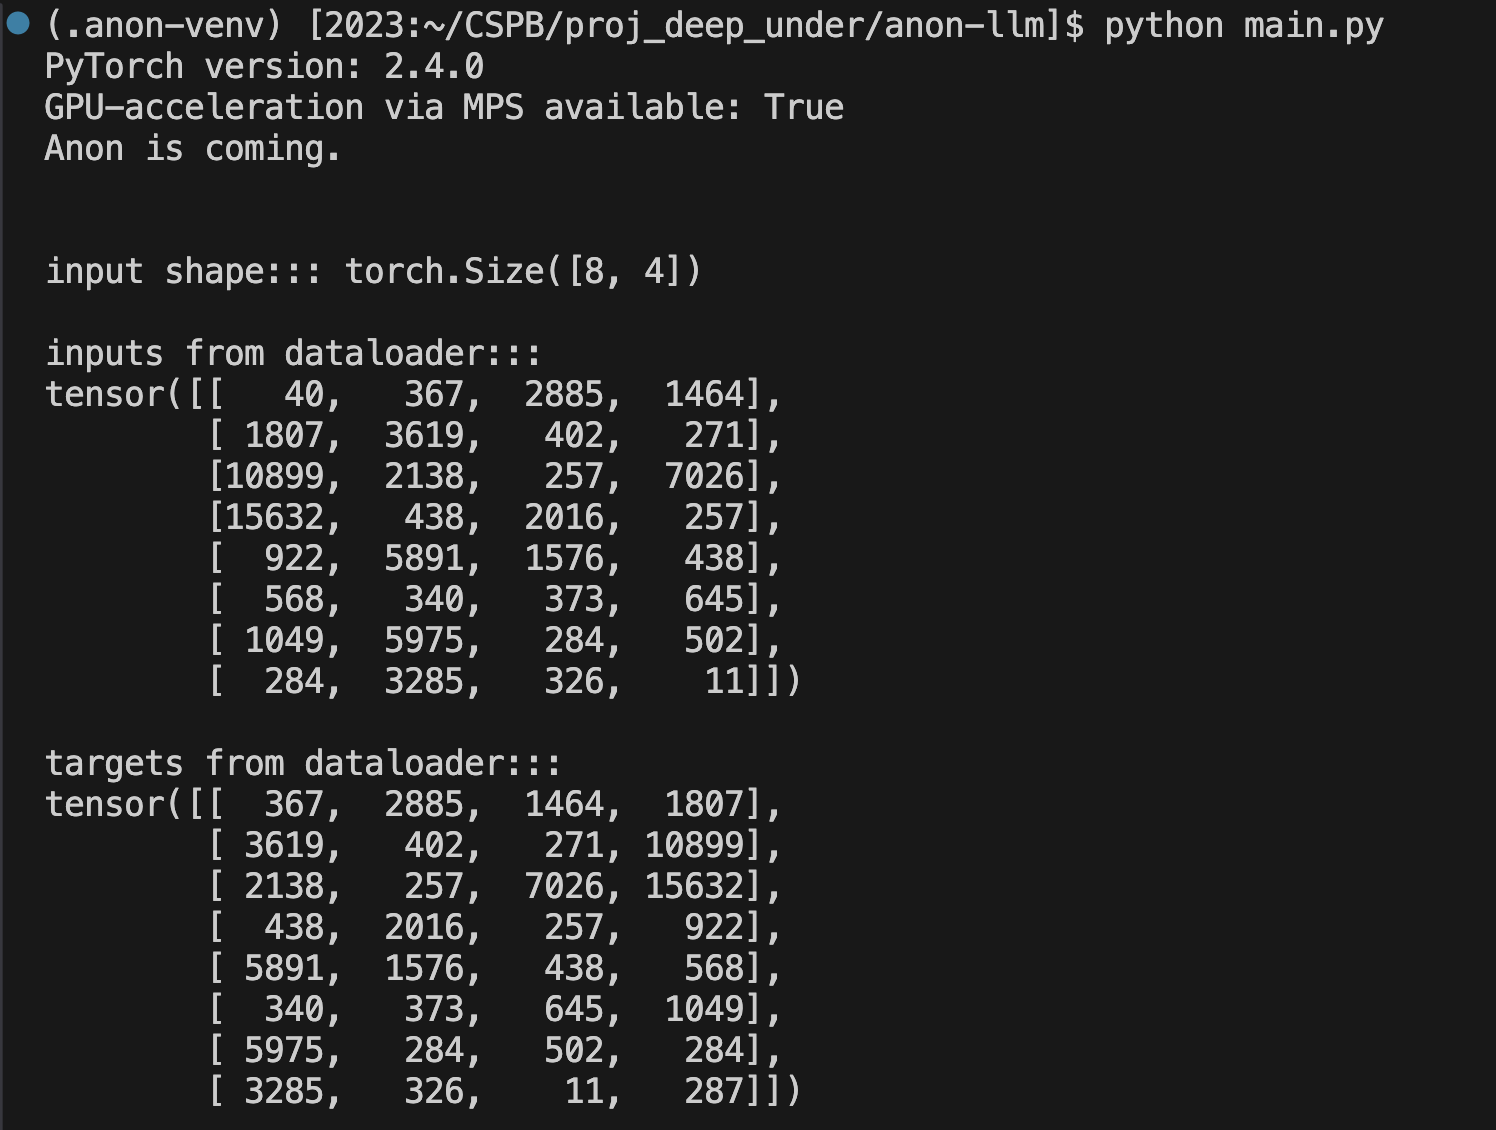 (.anon-venv) [2023:~/CSPB/proj_deep_under/anon-llm]$ python main.py
PyTorch version: 2.4.0
GPU-acceleration via MPS available: True
Anon is coming.
input shape::: torch.Size([8, 4])
inputs from dataloader:::
tensor([[   40,   367,  2885,  1464],
        [ 1807,  3619,   402,   271],
        [10899,  2138,   257,  7026],
        [15632,   438,  2016,   257],
        [  922,  5891,  1576,   438],
        [  568,   340,   373,   645],
        [ 1049,  5975,   284,   502],
        [  284,  3285,   326,    11]])
targets from dataloader:::
tensor([[  367,  2885,  1464,  1807],
        [ 3619,   402,   271, 10899],
        [ 2138,   257,  7026, 15632],
        [  438,  2016,   257,   922],
        [ 5891,  1576,   438,   568],
        [  340,   373,   645,  1049],
        [ 5975,   284,   502,   284],
        [ 3285,   326,    11,   287]])